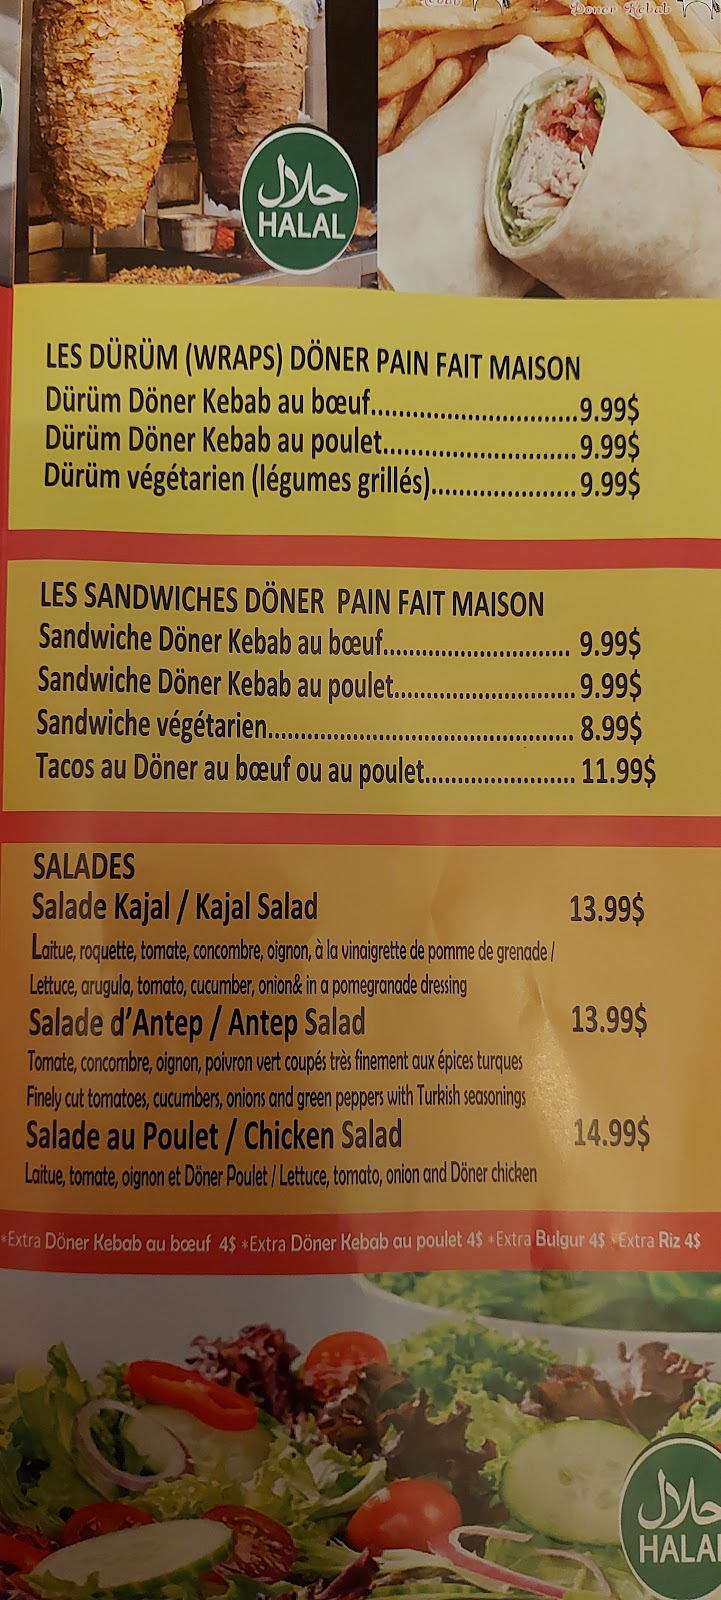 Döner Kebab
حلال
HALAL
LES DÜRÜM (WRAPS) DÖNER PAIN FAIT MAISON
Dürüm Döner Kebab au bœuf.............................9.99$
Dürüm Döner Kebab au poulet...........................9.99$
Dürüm végétarien (légumes grillés).....................9.99$
LES SANDWICHES DÖNER PAIN FAIT MAISON
Sandwiche Döner Kebab au bœuf.......................... 9.99$
Sandwiche Döner Kebab au poulet.........................9.99$
Sandwiche végétarien........................................... 8.99$
Tacos au Döner au bœuf ou au poulet..................... 11.99$
SALADES
Salade Kajal / Kajal Salad 13.99$
Laitue, roquette, tomate, concombre, oignon, à la vinaigrette de pomme de grenade /
Lettuce, arugula, tomato, cucumber, onion& in a pomegranade dressing
Salade d'Antep / Antep Salad 13.99$
Tomate, concombre, oignon, poivron vert coupés très finement aux épices turques
Finely cut tomatoes, cucumbers, onions and green peppers with Turkish seasonings
Salade au Poulet / Chicken Salad 14.99$
Laitue, tomate, oignon et Döner Poulet / Lettuce, tomato, onion and Döner chicken
*Extra Döner Kebab au bœuf 4$ *Extra Döner Kebab au poulet 4$ *Extra Bulgur 4$ *Extra Riz 4$
حلال
HALAL